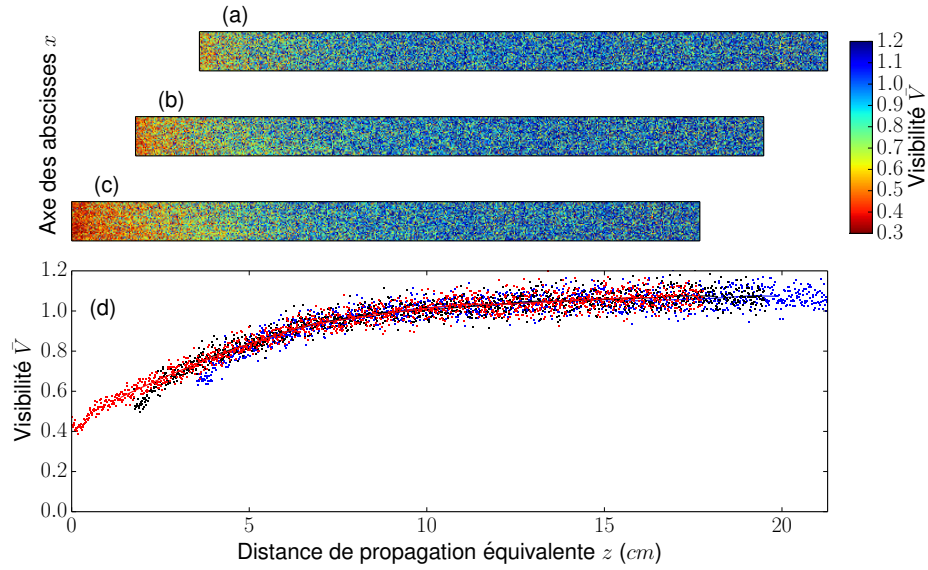 (a)
(b)
(c)
Axe des abscisses x
1.2
1.1
1.0
0.9
0.8
0.7
0.6
0.5
0.4
0.3
Visibilité V̄
(d)
1.2
1.0
0.8
0.6
0.4
0.2
0.0
Visibilité V̄
0 5 10 15 20
Distance de propagation équivalente z (cm)